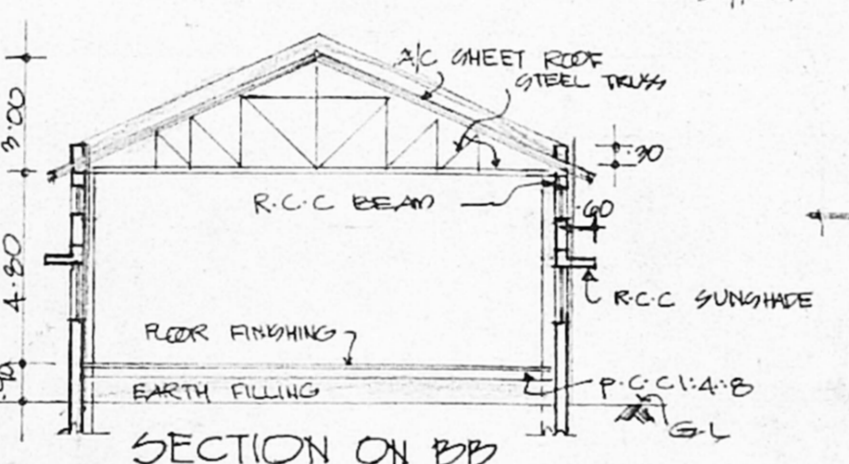 A/C SHEET ROOF
STEEL TRUSS
3.00
.30
R.C.C BEAM
.60
4.80
R.C.C SUNSHADE
FLOOR FINISHING
EARTH FILLING
P.C.C 1:4:8
G.L
SECTION ON BB